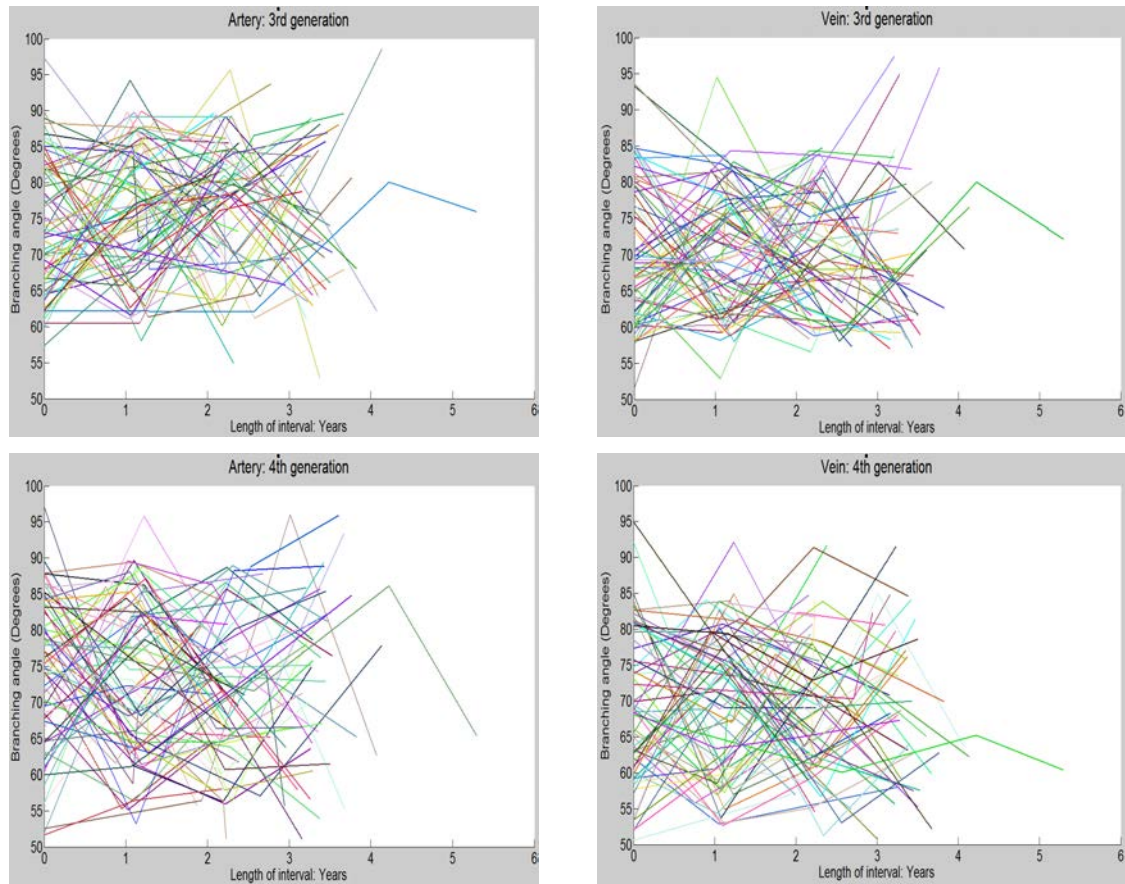 Artery: 3rd generation
100
95
90
85
80
75
70
65
60
55
50
0 1 2 3 4 5 6
Branching angle (Degrees)
Length of interval: Years
Vein: 3rd generation
100
95
90
85
80
75
70
65
60
55
50
0 1 2 3 4 5 6
Branching angle (Degrees)
Length of interval: Years
Artery: 4th generation
100
95
90
85
80
75
70
65
60
55
50
0 1 2 3 4 5 6
Branching angle (Degrees)
Length of interval: Years
Vein: 4th generation
100
95
90
85
80
75
70
65
60
55
50
0 1 2 3 4 5 6
Branching angle (Degrees)
Length of interval: Years